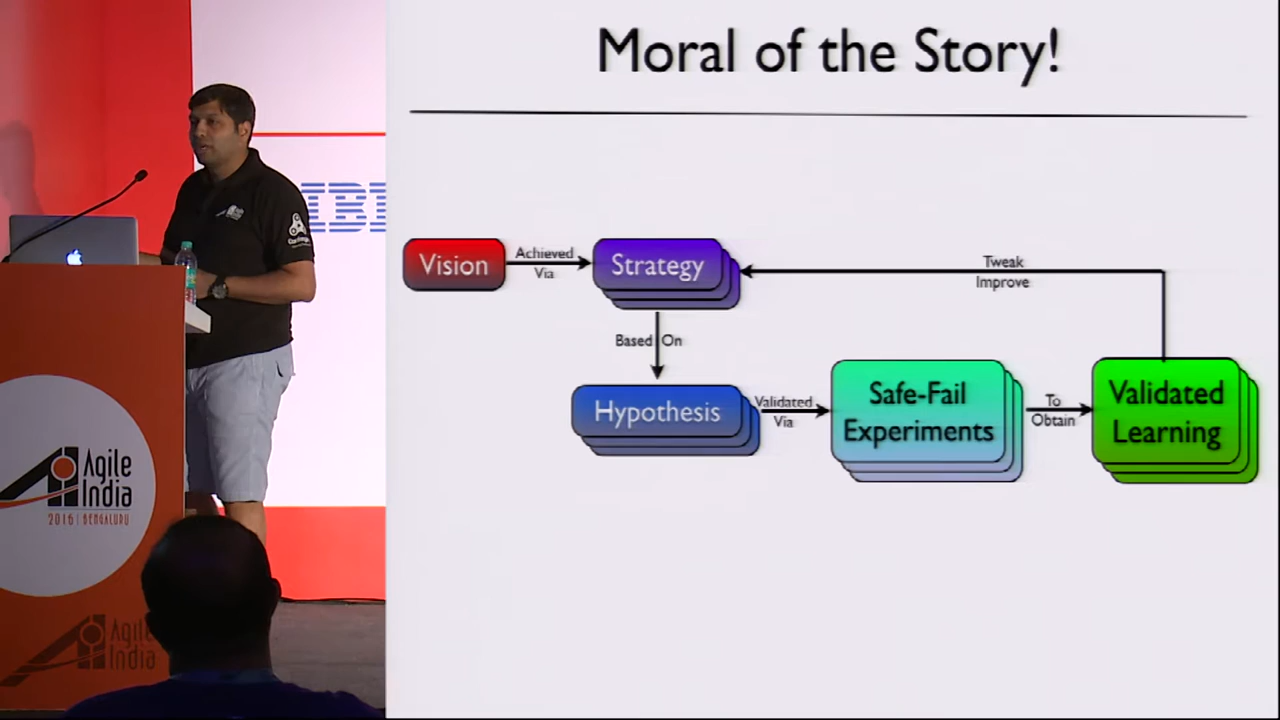 Moral of the Story!
Vision
Achieved
Via
Strategy
Tweak
Improve
Based On
Hypothesis
Validated
Via
Safe-Fail
Experiments
To
Obtain
Validated
Learning
IBI
Agile
India
2016 | BENGALURU
Agile
India